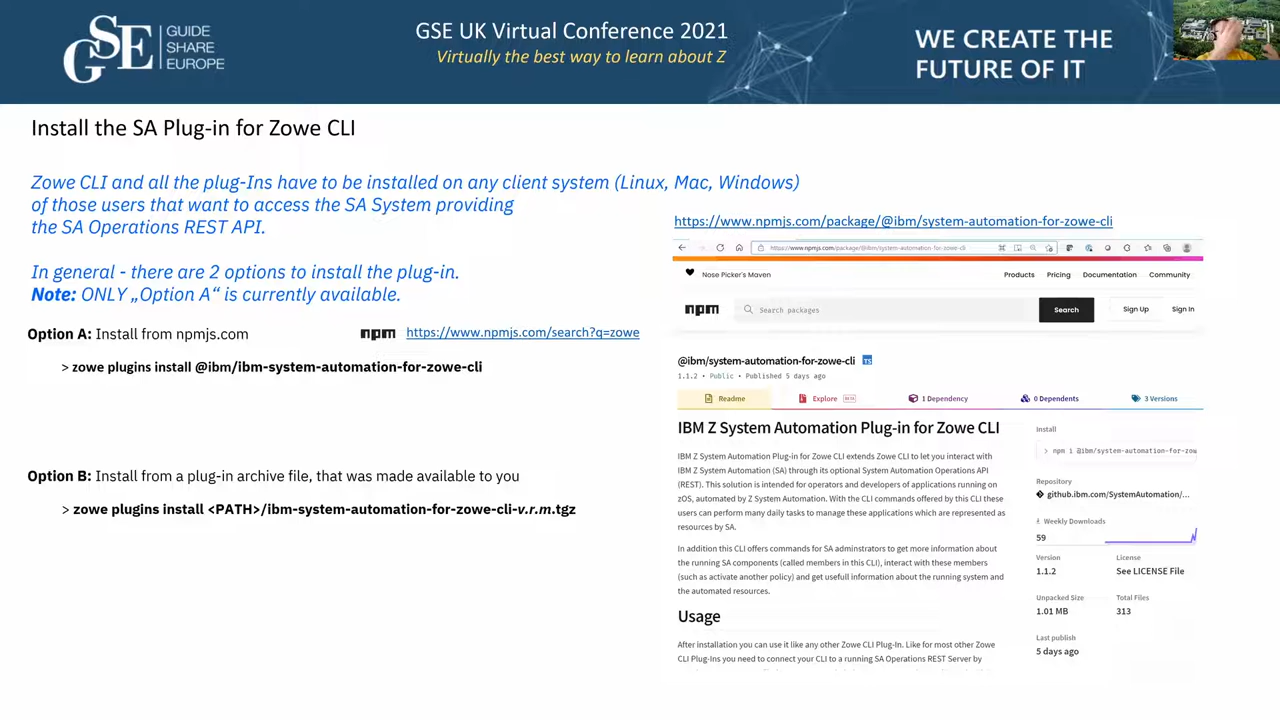 GSE
GUIDE
SHARE
EUROPE
GSE UK Virtual Conference 2021
Virtually the best way to learn about Z
WE CREATE THE
FUTURE OF IT
Install the SA Plug-in for Zowe CLI
Zowe CLI and all the plug-Ins have to be installed on any client system (Linux, Mac, Windows)
of those users that want to access the SA System providing
the SA Operations REST API.
In general - there are 2 options to install the plug-in.
Note: ONLY „Option A“ is currently available.
Option A: Install from npmjs.com
npm https://www.npmjs.com/search?q=zowe
> zowe plugins install @ibm/ibm-system-automation-for-zowe-cli
Option B: Install from a plug-in archive file, that was made available to you
> zowe plugins install <PATH>/ibm-system-automation-for-zowe-cli-v.r.m.tgz
https://www.npmjs.com/package/@ibm/system-automation-for-zowe-cli
https://www.npmjs.com/package/@ibm/system-automation-for-zowe-cli
Nose Picker's Maven
Products Pricing Documentation Community
npm Search packages Search Sign Up Sign In
@ibm/system-automation-for-zowe-cli TS
1.1.2 • Public • Published 5 days ago
Readme Explore BETA 1 Dependency 0 Dependents 3 Versions
IBM Z System Automation Plug-in for Zowe CLI
IBM Z System Automation Plug-in for Zowe CLI extends Zowe CLI to let you interact with
IBM Z System Automation (SA) through its optional System Automation Operations API
(REST). This solution is intended for operators and developers of applications running on
zOS, automated by Z System Automation. With the CLI commands offered by this CLI these
users can perform many daily tasks to manage these applications which are represented as
resources by SA.
In addition this CLI offers commands for SA adminstrators to get more information about
the running SA components (called members in this CLI), interact with these members
(such as activate another policy) and get usefull information about the running system and
the automated resources.
Usage
After installation you can use it like any other Zowe CLI Plug-In. Like for most other Zowe
CLI Plug-Ins you need to connect your CLI to a running SA Operations REST Server by
Install
> npm i @ibm/system-automation-for-zow
Repository
github.ibm.com/SystemAutomation/...
Weekly Downloads
59
Version License
1.1.2 See LICENSE File
Unpacked Size Total Files
1.01 MB 313
Last publish
5 days ago